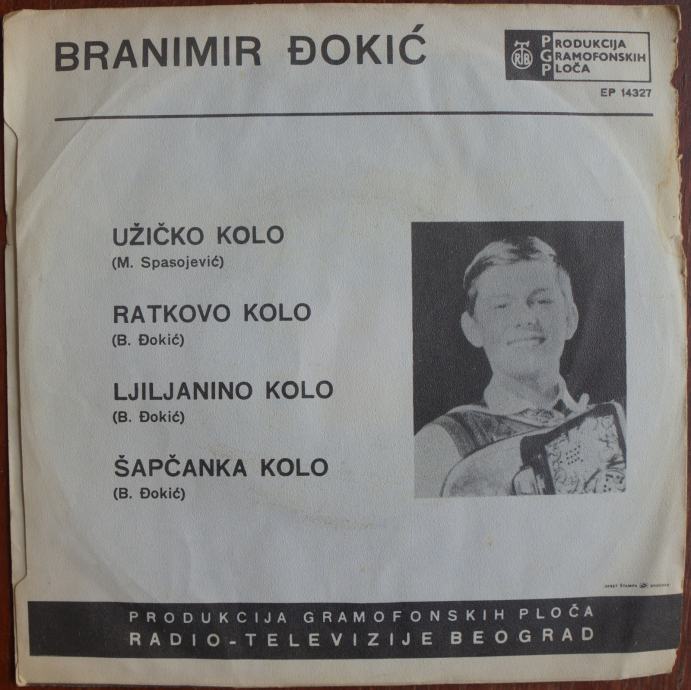 BRANIMIR ĐOKIĆ
RTB
PRODUKCIJA
GRAMOFONSKIH
PLOČA
EP 14327
UŽIČKO KOLO
(M. Spasojević)
RATKOVO KOLO
(B. Đokić)
LJILJANINO KOLO
(B. Đokić)
ŠAPČANKA KOLO
(B. Đokić)
PRODUKCIJA GRAMOFONSKIH PLOČA
RADIO-TELEVIZIJE BEOGRAD